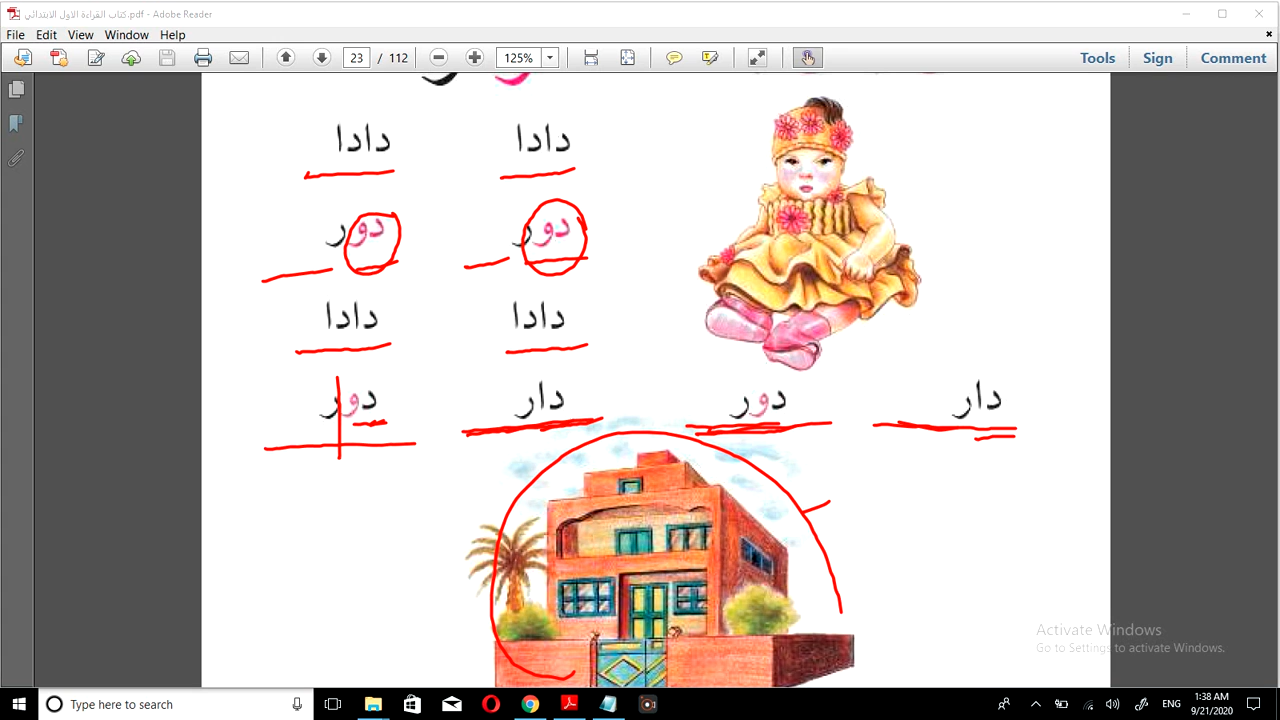 كتاب القراءة الاول الابتدائي.pdf - Adobe Reader
File Edit View Window Help
23 / 112 125% Tools Sign Comment
دادا دادا
دور دور
دادا دادا
دار دور دار دور
Activate Windows
Go to Settings to activate Windows.
Type here to search
ENG
1:38 AM
9/21/2020